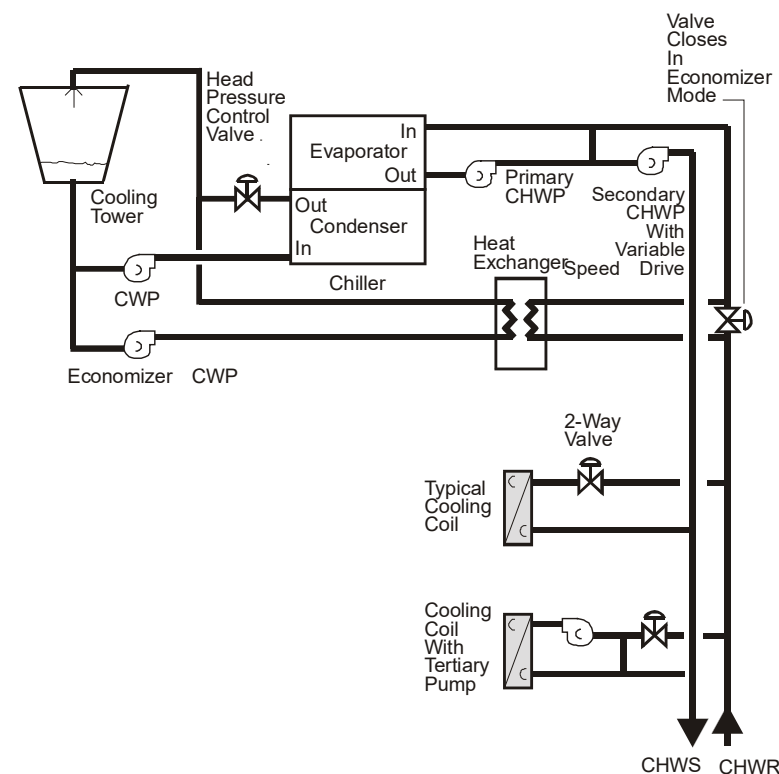 Valve
Closes
In
Economizer
Mode
Head
Pressure
Control
Valve
In
Evaporator
Out
Primary
CHWP
Secondary
CHWP
With
Variable
Speed Drive
Cooling
Tower
Out
Condenser
In
Heat
Exchanger
Chiller
CWP
Economizer CWP
2-Way
Valve
Typical
Cooling
Coil
Cooling
Coil
With
Tertiary
Pump
CHWS CHWR